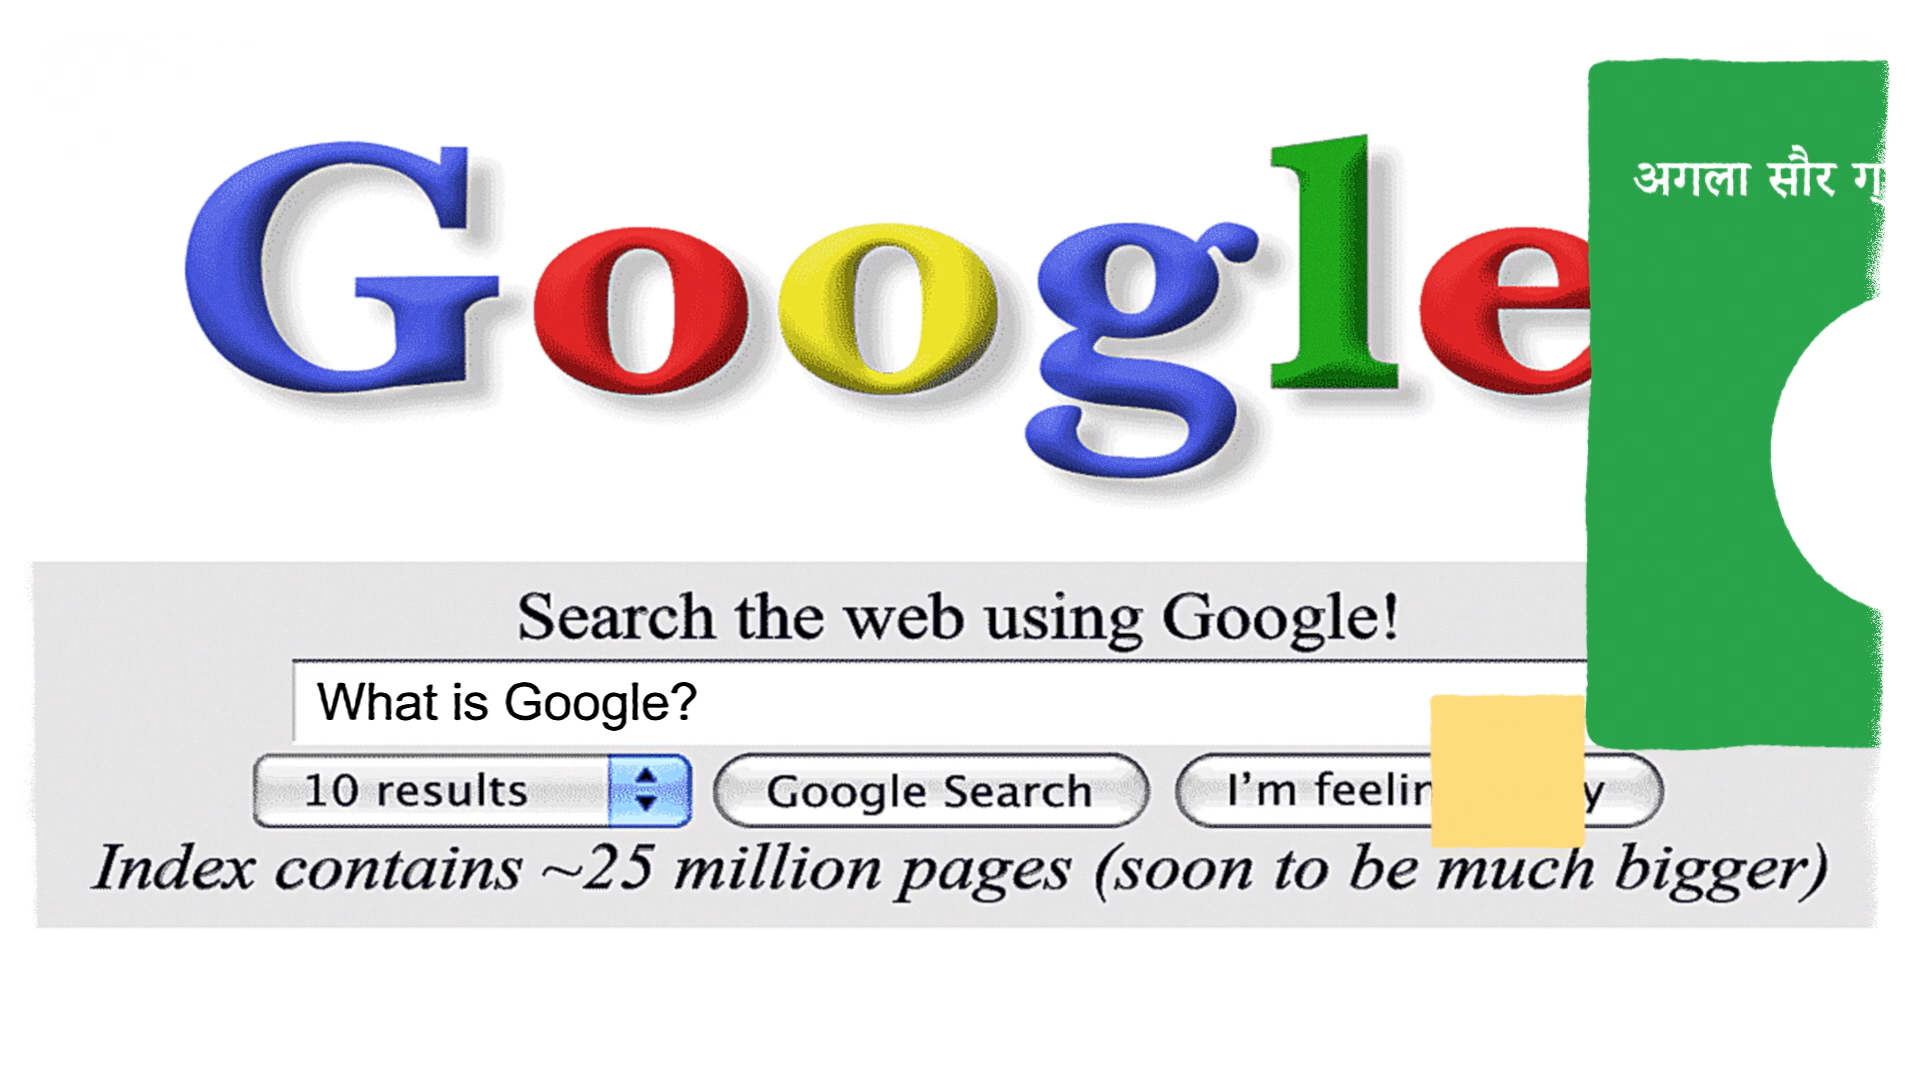 Google
अगला सौर
Search the web using Google!
What is Google?
10 results
Google Search
I'm
Index contains ~25 million pages (soon to be much bigger)